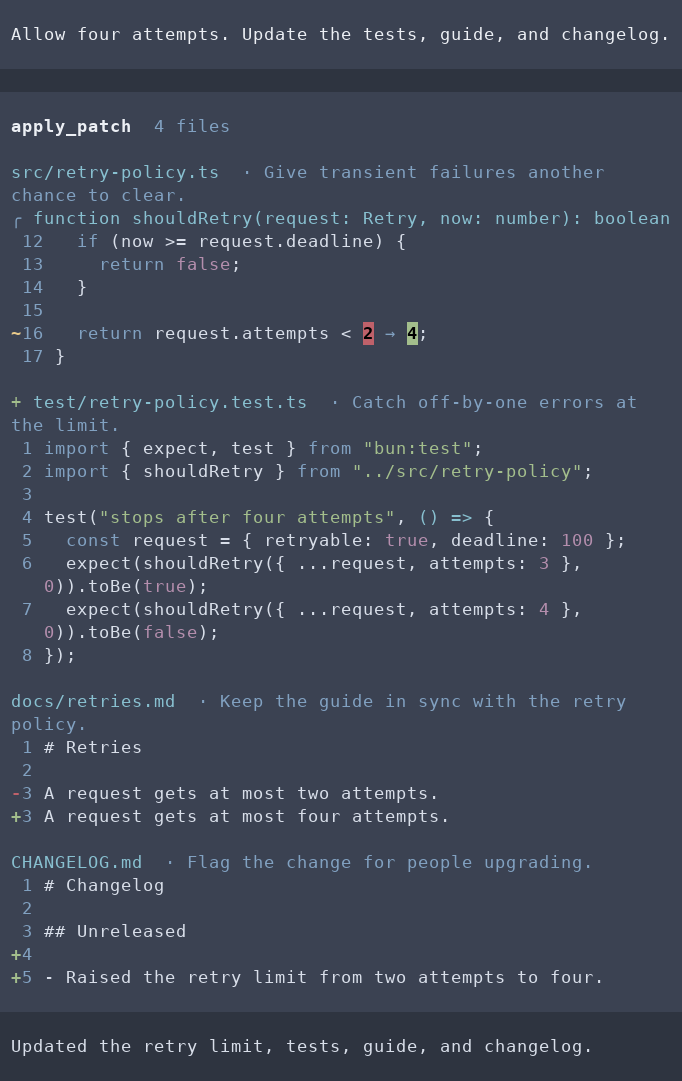 Allow four attempts. Update the tests, guide, and changelog.
apply_patch  4 files
src/retry-policy.ts  · Give transient failures another
chance to clear.
╭ function shouldRetry(request: Retry, now: number): boolean
 12   if (now >= request.deadline) {
 13     return false;
 14   }
 15
~16   return request.attempts < 2 → 4;
 17 }
+ test/retry-policy.test.ts  · Catch off-by-one errors at
the limit.
 1 import { expect, test } from "bun:test";
 2 import { shouldRetry } from "../src/retry-policy";
 3
 4 test("stops after four attempts", () => {
 5   const request = { retryable: true, deadline: 100 };
 6   expect(shouldRetry({ ...request, attempts: 3 },
   0)).toBe(true);
 7   expect(shouldRetry({ ...request, attempts: 4 },
   0)).toBe(false);
 8 });
docs/retries.md  · Keep the guide in sync with the retry
policy.
 1 # Retries
 2
-3 A request gets at most two attempts.
+3 A request gets at most four attempts.
CHANGELOG.md  · Flag the change for people upgrading.
 1 # Changelog
 2
 3 ## Unreleased
+4
+5 - Raised the retry limit from two attempts to four.
Updated the retry limit, tests, guide, and changelog.